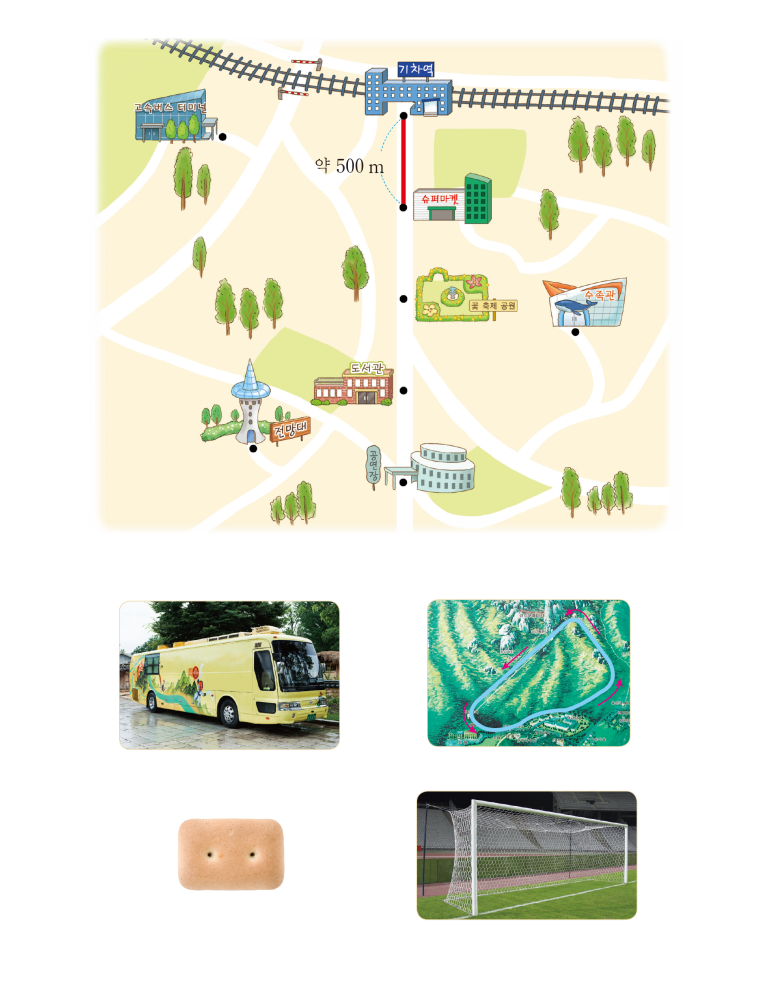 기차역
고속버스 터미널
약 500 m
슈퍼마켓
수족관
꽃 축제 공원
도서관
전망대
공연장